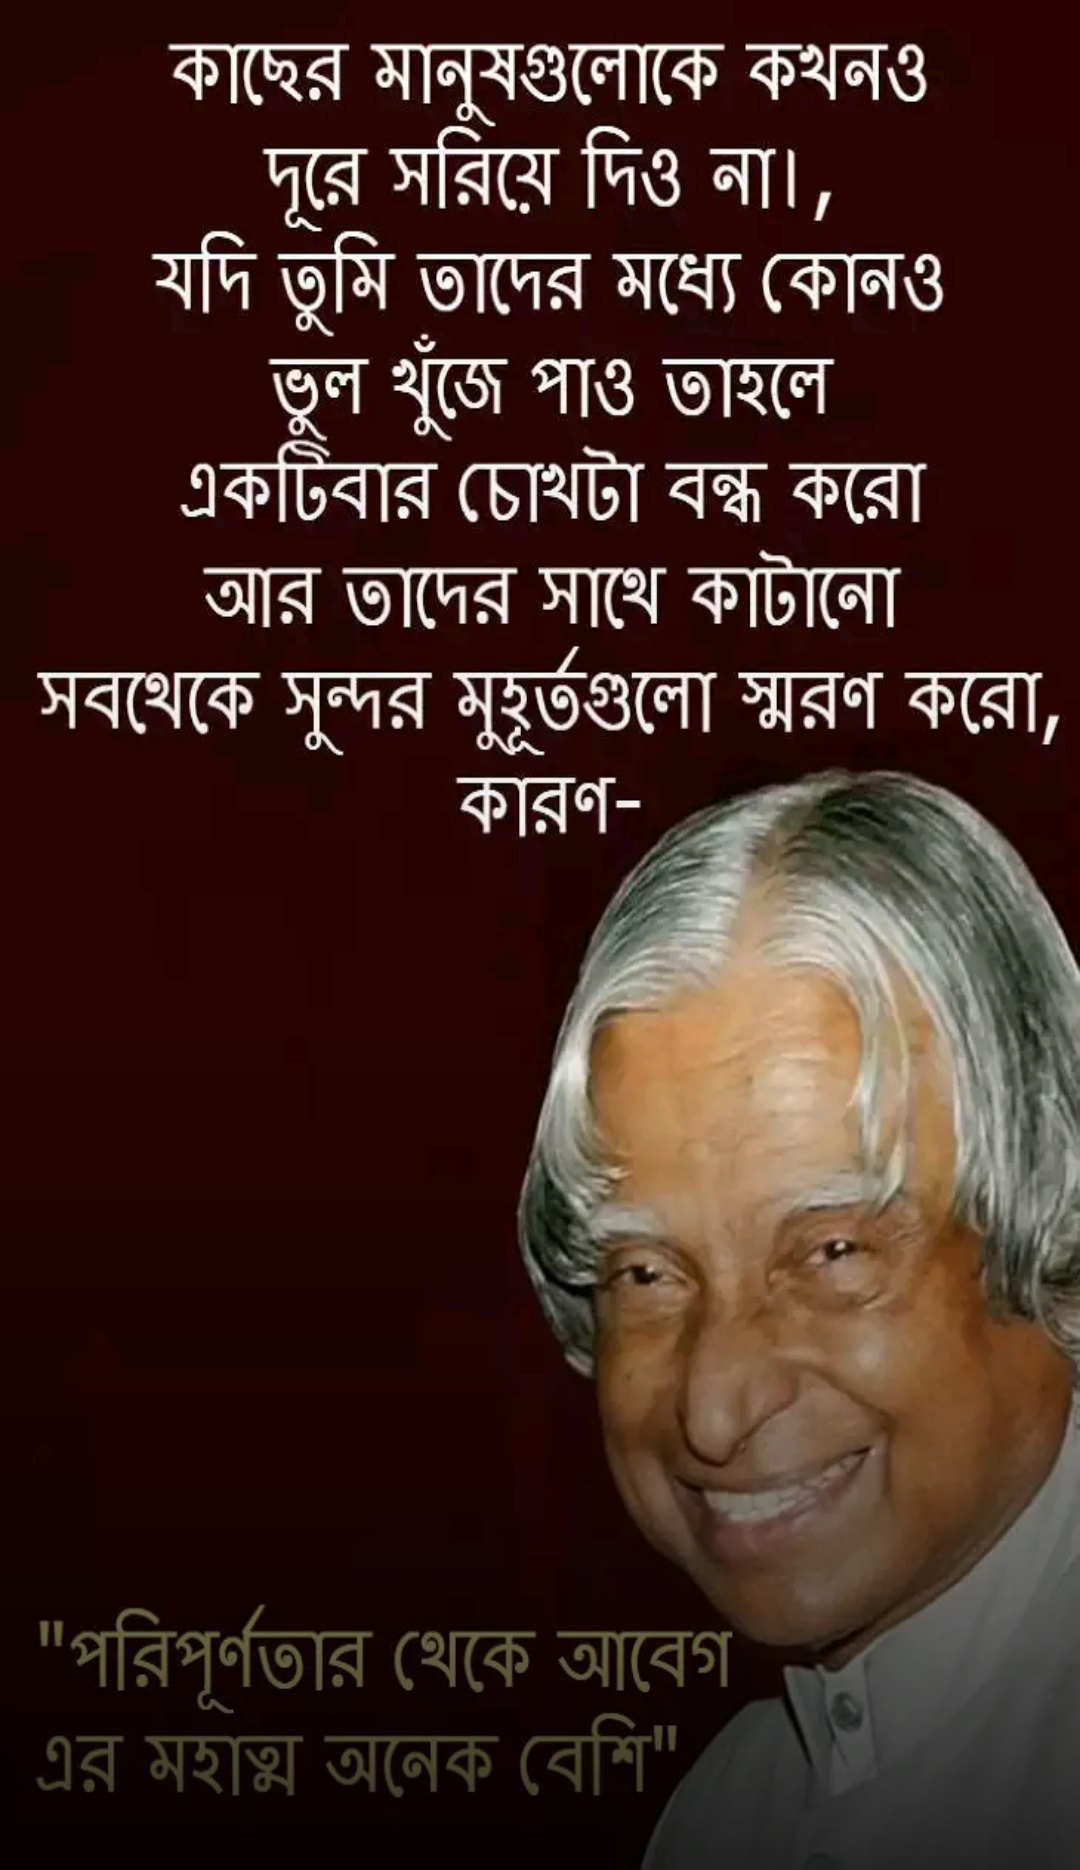 কাছের মানুষগুলোকে কখনও
দূরে সরিয়ে দিও না।,
যদি তুমি তাদের মধ্যে কোনও
ভুল খুঁজে পাও তাহলে
একটিবার চোখটা বন্ধ করো
আর তাদের সাথে কাটানো
সবথেকে সুন্দর মুহূর্তগুলো স্মরণ করো,
কারণ-
"পরিপূর্ণতার থেকে আবেগ
এর মহাত্ম অনেক বেশি"